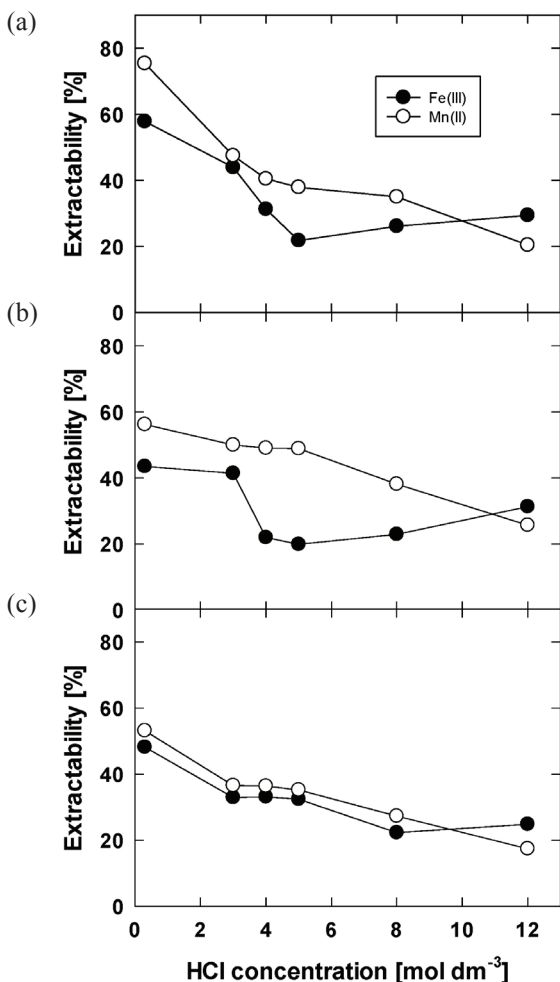 (a)
80
60
40
20
0
Extractability [%]
Fe(III)
Mn(II)
(b)
80
60
40
20
0
Extractability [%]
(c)
80
60
40
20
0
Extractability [%]
0 2 4 6 8 10 12
HCl concentration [mol dm⁻³]